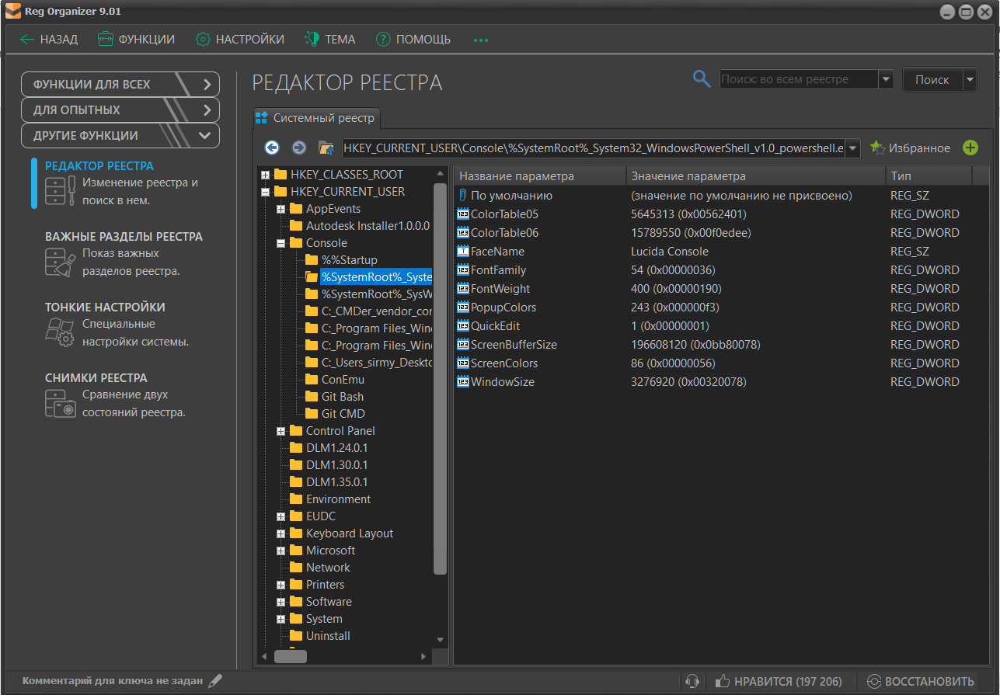 Reg Organizer 9.01
НАЗАД ФУНКЦИИ НАСТРОЙКИ ТЕМА ПОМОЩЬ
ФУНКЦИИ ДЛЯ ВСЕХ
ДЛЯ ОПЫТНЫХ
ДРУГИЕ ФУНКЦИИ
РЕДАКТОР РЕЕСТРА
Изменение реестра и
поиск в нем.
ВАЖНЫЕ РАЗДЕЛЫ РЕЕСТРА
Показ важных
разделов реестра.
ТОНКИЕ НАСТРОЙКИ
Специальные
настройки системы.
СНИМКИ РЕЕСТРА
Сравнение двух
состояний реестра.
РЕДАКТОР РЕЕСТРА
Поиск: во всем реестре
Поиск
Системный реестр
HKEY_CURRENT_USER\Console\%SystemRoot%_System32_WindowsPowerShell_v1.0_powershell.e
Избранное
HKEY_CLASSES_ROOT
HKEY_CURRENT_USER
AppEvents
Autodesk Installer1.0.0.0
Console
%%Startup
%SystemRoot%_Syste
%SystemRoot%_SysW
C:_CMDer_vendor_cor
C:_Program Files_Wind
C:_Program Files_Wind
C:_Users_sirmy_Deskto
ConEmu
Git Bash
Git CMD
Control Panel
DLM1.24.0.1
DLM1.30.0.1
DLM1.35.0.1
Environment
EUDC
Keyboard Layout
Microsoft
Network
Printers
Software
System
Uninstall
Название параметра Значение параметра Тип
По умолчанию (значение по умолчанию не присвоено) REG_SZ
ColorTable05 5645313 (0x00562401) REG_DWORD
ColorTable06 15789550 (0x00f0edee) REG_DWORD
FaceName Lucida Console REG_SZ
FontFamily 54 (0x00000036) REG_DWORD
FontWeight 400 (0x00000190) REG_DWORD
PopupColors 243 (0x000000f3) REG_DWORD
QuickEdit 1 (0x00000001) REG_DWORD
ScreenBufferSize 196608120 (0x0bb80078) REG_DWORD
ScreenColors 86 (0x00000056) REG_DWORD
WindowSize 3276920 (0x00320078) REG_DWORD
Комментарий для ключа не задан
НРАВИТСЯ (197 206)
ВОССТАНОВИТЬ